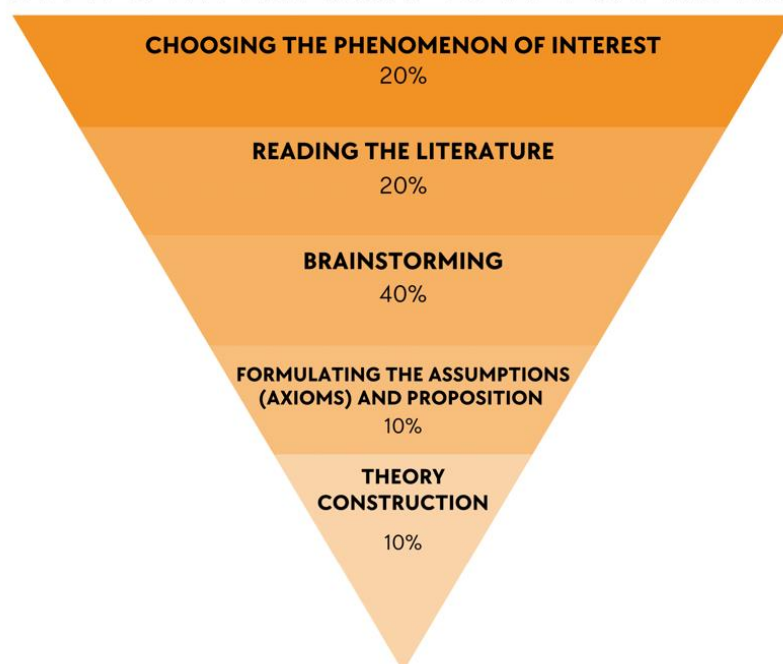 CHOOSING THE PHENOMENON OF INTEREST
20%
READING THE LITERATURE
20%
BRAINSTORMING
40%
FORMULATING THE ASSUMPTIONS
(AXIOMS) AND PROPOSITION
10%
THEORY
CONSTRUCTION
10%